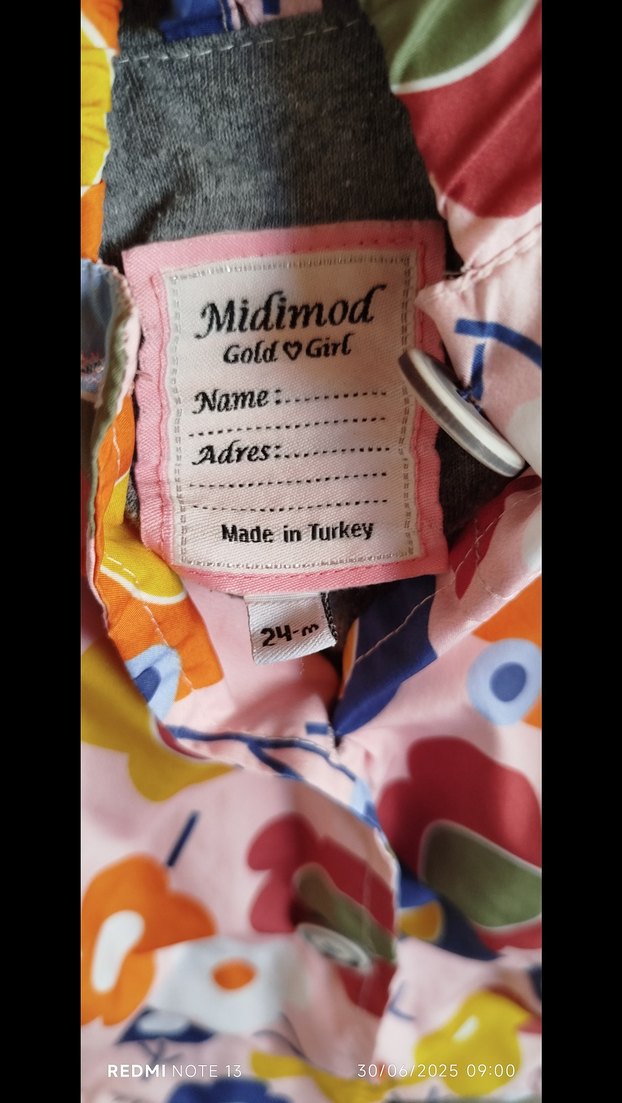 Midimod
Gold ♡ Girl
Name:
Adres:
Made in Turkey
24-m
REDMI NOTE 13
30/06/2025 09:00